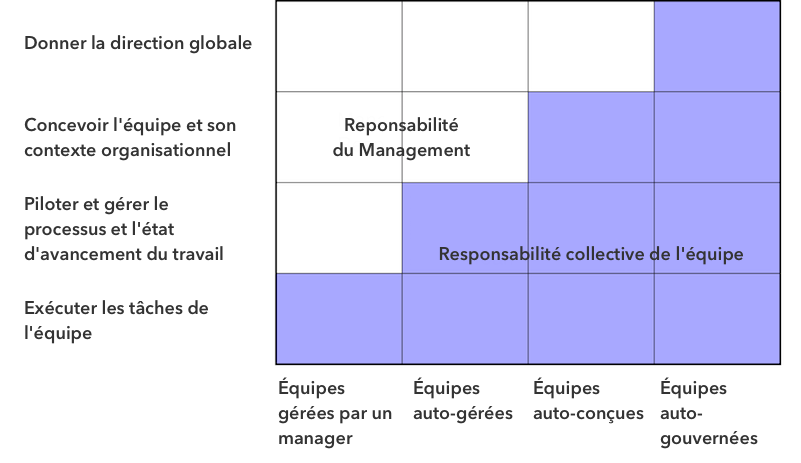 Donner la direction globale
Concevoir l'équipe et son
contexte organisationnel
Reponsabilité
du Management
Piloter et gérer le
processus et l'état
d'avancement du travail
Responsabilité collective de l'équipe
Exécuter les tâches de
l'équipe
Équipes
gérées par un
manager
Équipes
auto-gérées
Équipes
auto-conçues
Équipes
auto-
gouvernées